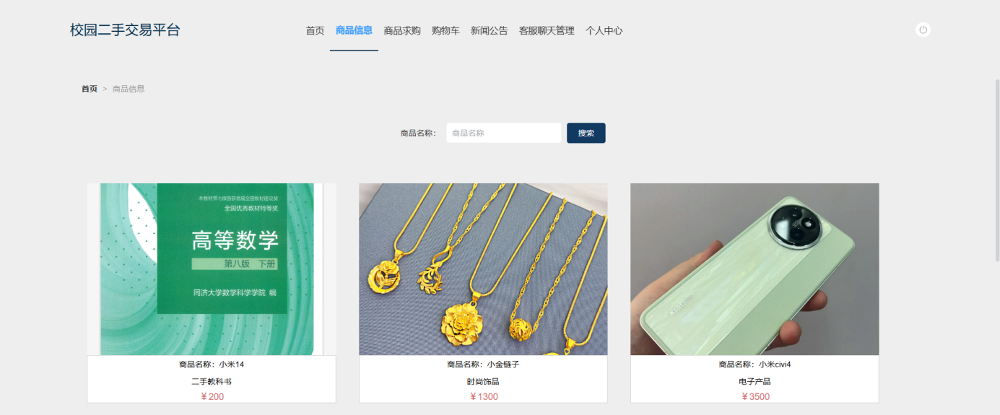 校园二手交易平台
首页 商品信息 商品求购 购物车 新闻公告 客服聊天管理 个人中心
首页 > 商品信息
商品名称： 商品名称 搜索
本教材第七版曾获首届全国教材建设奖
全国优秀教材特等奖
高等数学
第八版 下册
同济大学数学科学学院 编
xiaomi
商品名称：小米14
二手教科书
￥200
商品名称：小金链子
时尚饰品
￥1300
商品名称：小米civi4
电子产品
￥3500